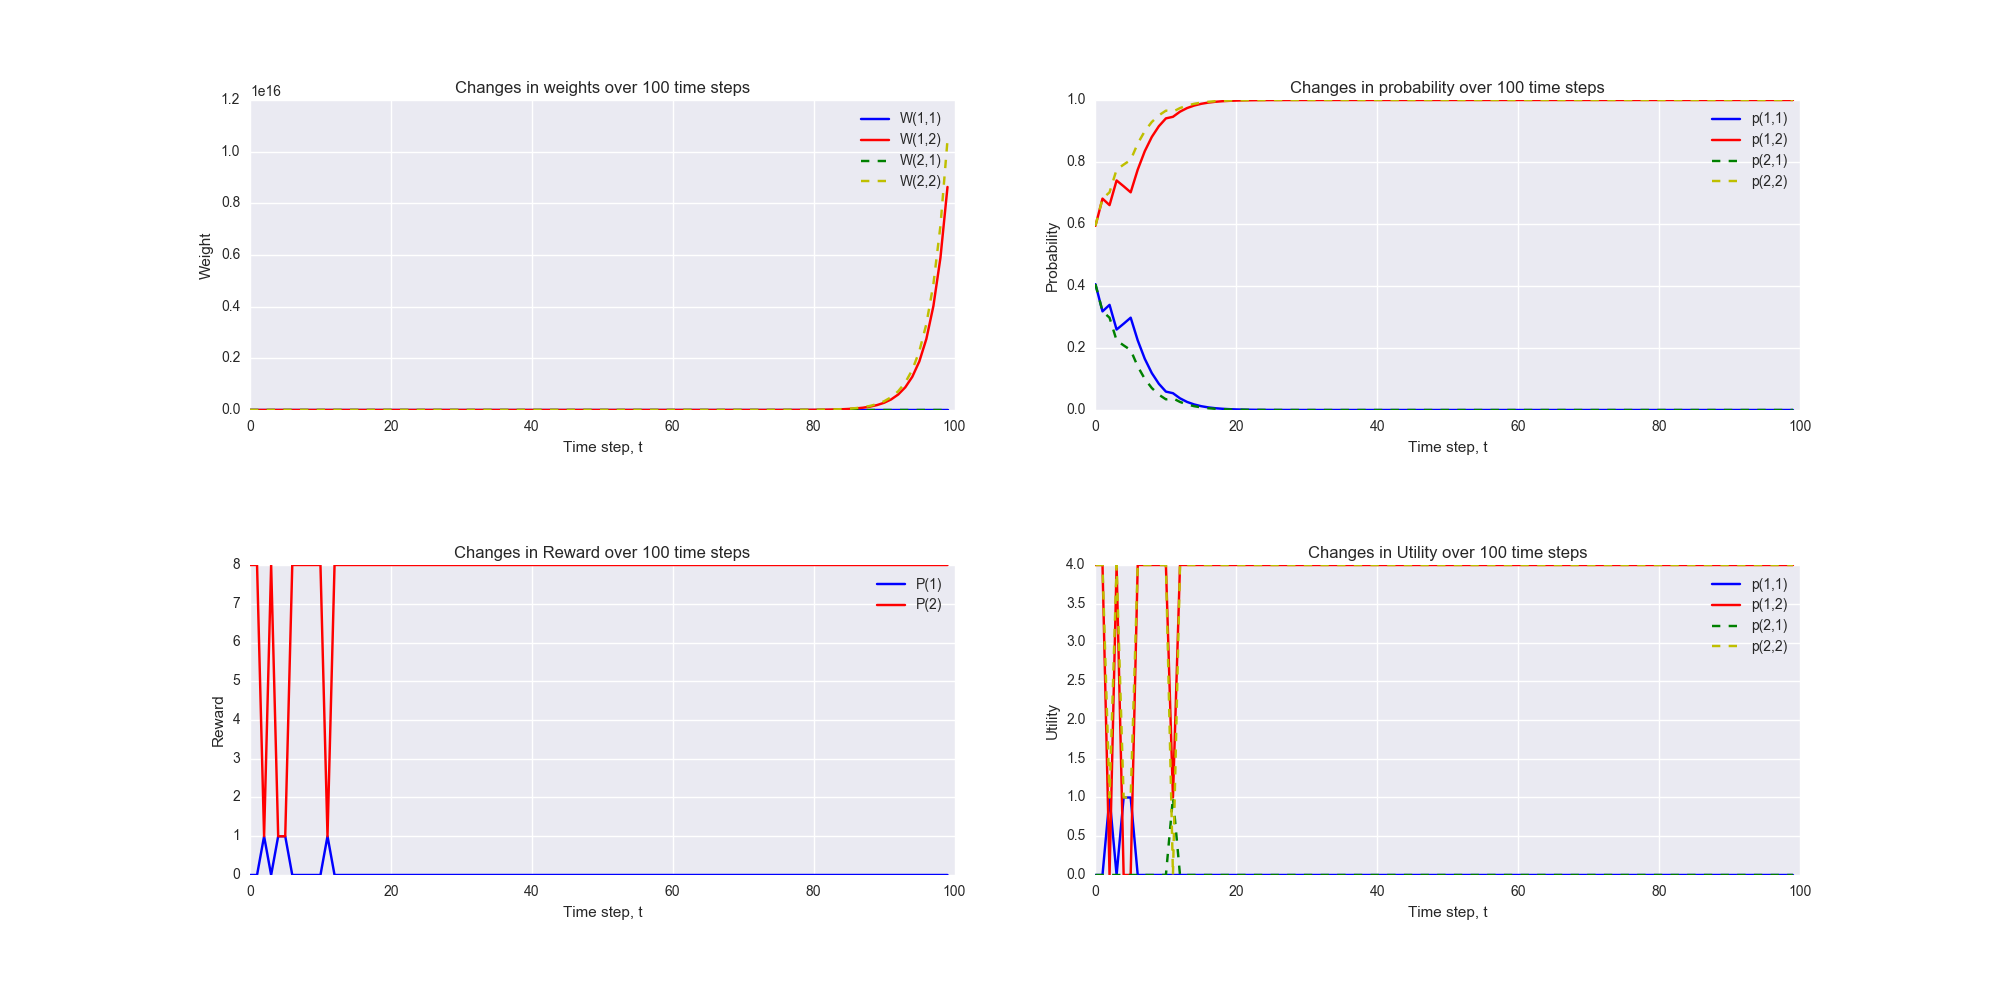 Changes in weights over 100 time steps
1e16
1.2
1.0
0.8
0.6
0.4
0.2
0.0
Weight
0 20 40 60 80 100
Time step, t
W(1,1)
W(1,2)
W(2,1)
W(2,2)
Changes in probability over 100 time steps
1.0
0.8
0.6
0.4
0.2
0.0
Probability
0 20 40 60 80 100
Time step, t
p(1,1)
p(1,2)
p(2,1)
p(2,2)
Changes in Reward over 100 time steps
8
7
6
5
4
3
2
1
0
Reward
0 20 40 60 80 100
Time step, t
P(1)
P(2)
Changes in Utility over 100 time steps
4.0
3.5
3.0
2.5
2.0
1.5
1.0
0.5
0.0
Utility
0 20 40 60 80 100
Time step, t
p(1,1)
p(1,2)
p(2,1)
p(2,2)